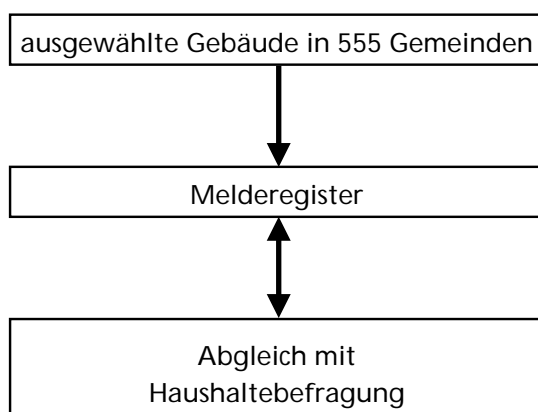 ausgewählte Gebäude in 555 Gemeinden
Melderegister
Abgleich mit
Haushaltebefragung